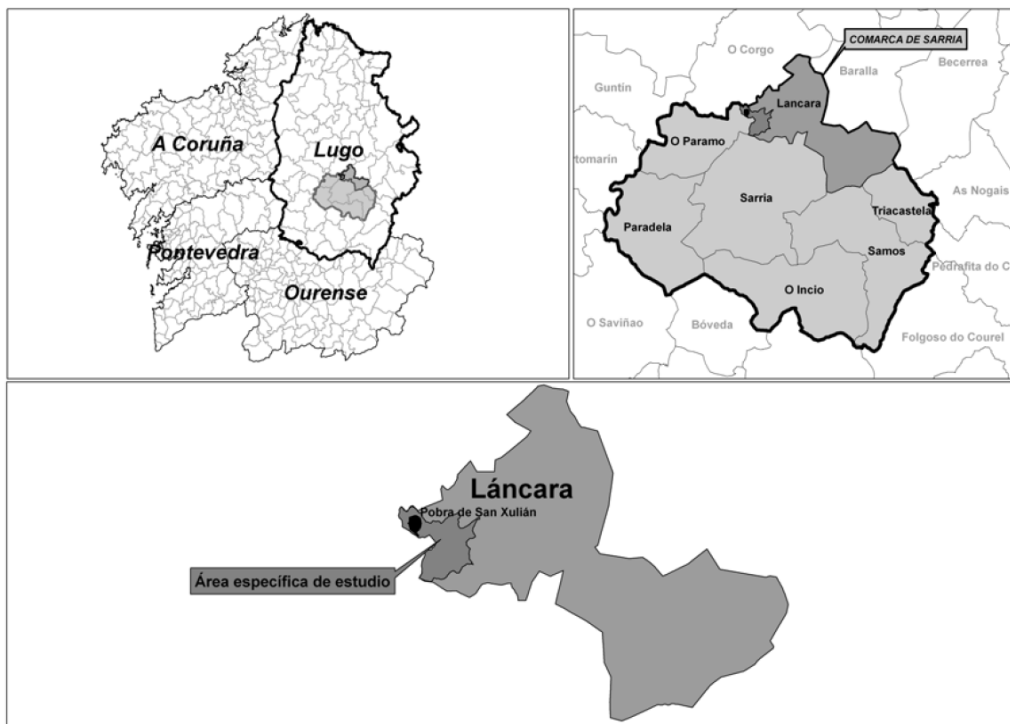 A Coruña
Lugo
Pontevedra
Ourense
COMARCA DE SARRIA
O Corgo
Becerrea
Baralla
Guntín
Lancara
O Paramo
tomarín
As Nogais
Sarria
Triacastela
Paradela
Samos
Pedrafita do C
O Incio
O Saviñao
Bóveda
Folgoso do Courel
Láncara
Pobra de San Xulián
Área específica de estudio